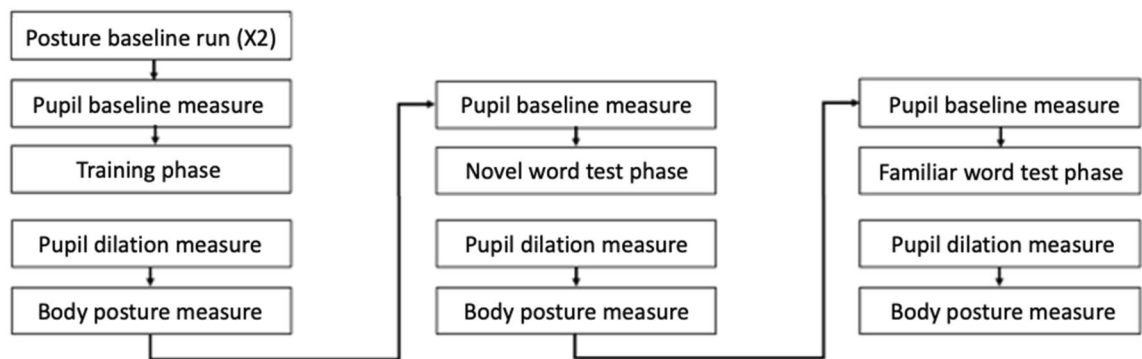 Posture baseline run (X2)
Pupil baseline measure
Training phase
Pupil dilation measure
Body posture measure
Pupil baseline measure
Novel word test phase
Pupil dilation measure
Body posture measure
Pupil baseline measure
Familiar word test phase
Pupil dilation measure
Body posture measure